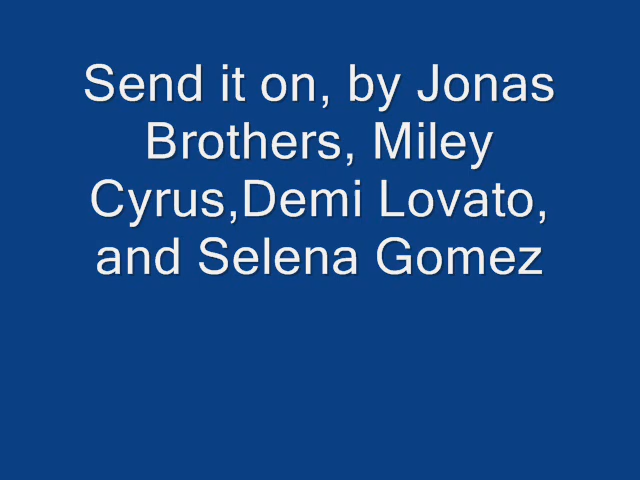 Send it on, by Jonas
Brothers, Miley
Cyrus,Demi Lovato,
and Selena Gomez